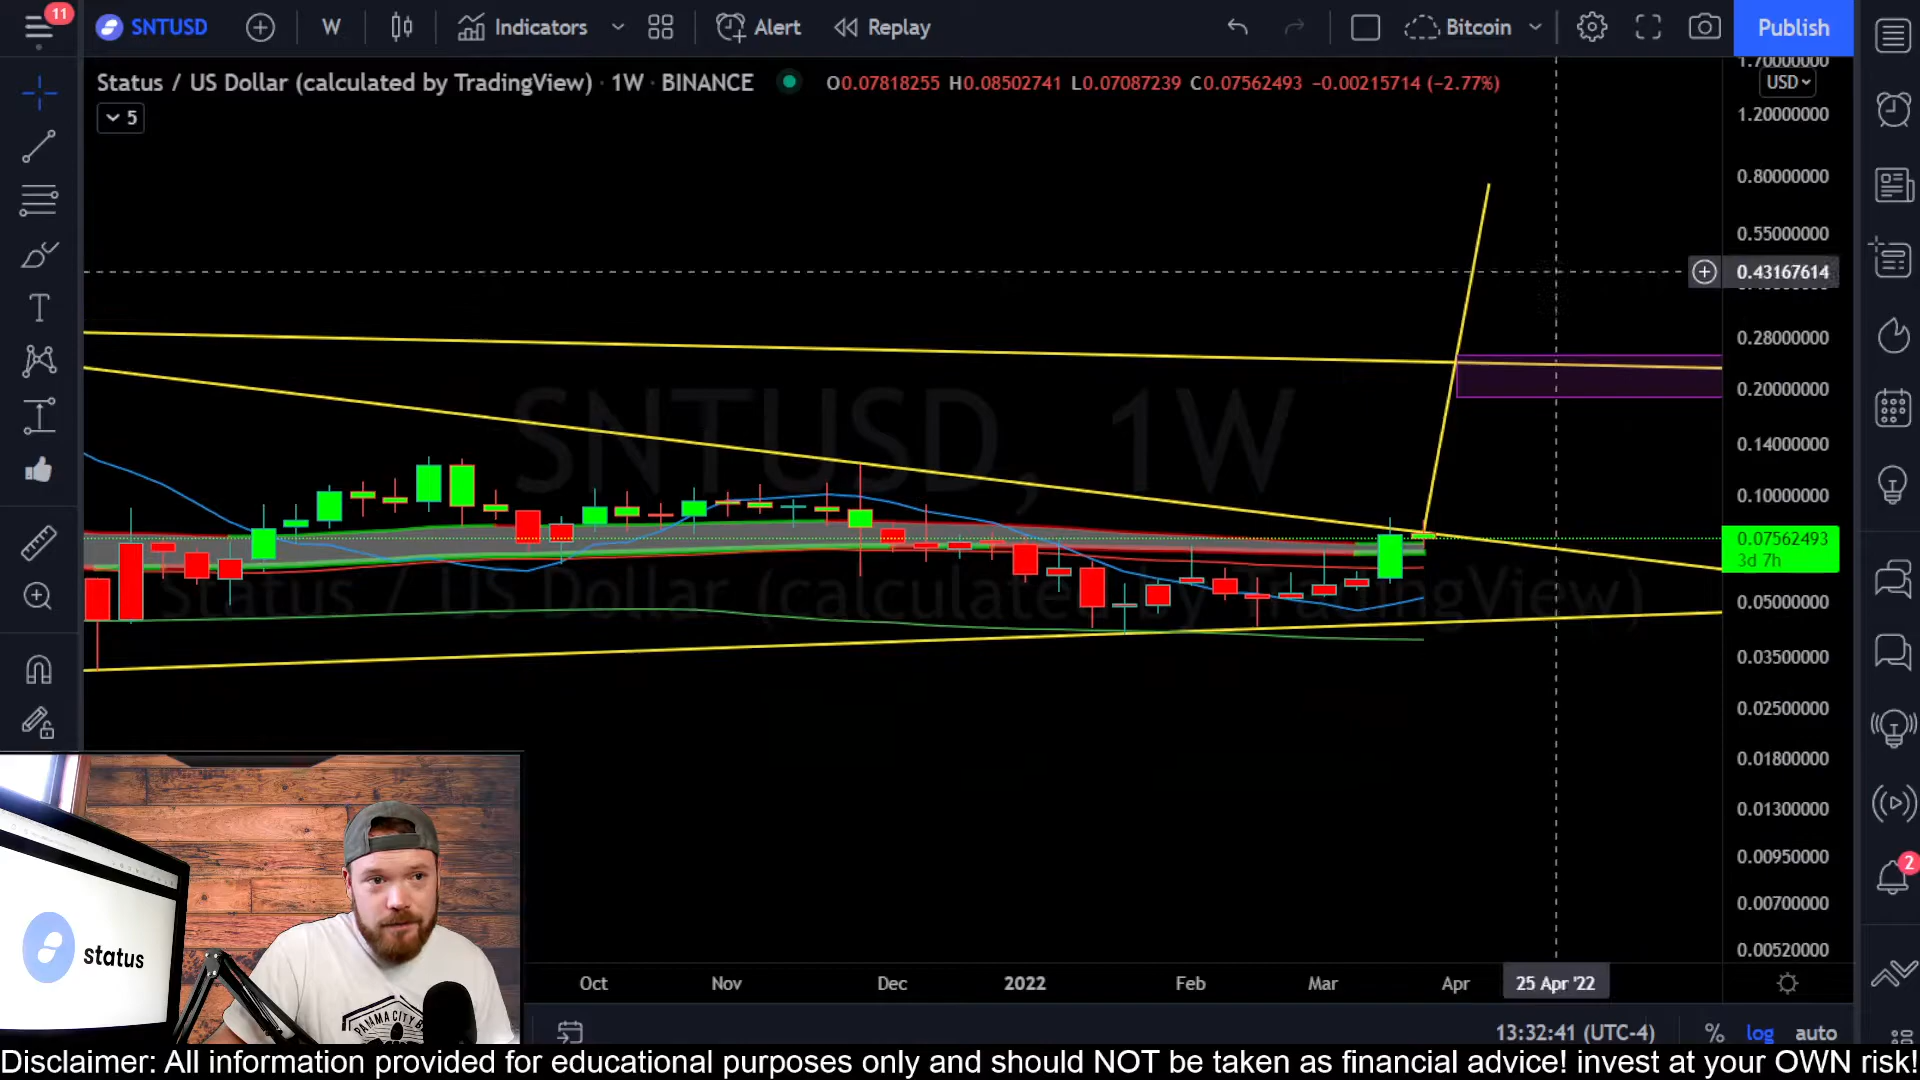 11
SNTUSD
W
Indicators
Alert
Replay
Bitcoin
Publish
Status / US Dollar (calculated by TradingView) · 1W · BINANCE
O0.07818255 H0.08502741 L0.07087239 C0.07562493 −0.00215714 (−2.77%)
5
USD
1.70000000
1.20000000
0.80000000
0.55000000
0.43167614
0.28000000
0.20000000
0.14000000
0.10000000
0.07562493
3d 7h
0.05000000
0.03500000
0.02500000
0.01800000
0.01300000
0.00950000
0.00700000
0.00520000
SNTUSD, 1W
Status / US Dollar (calculated by TradingView)
2
Oct
Nov
Dec
2022
Feb
Mar
Apr
25 Apr '22
status
PANAMA CITY B
13:32:41 (UTC-4)
%
log
auto
Disclaimer: All information provided for educational purposes only and should NOT be taken as financial advice! invest at your OWN risk!